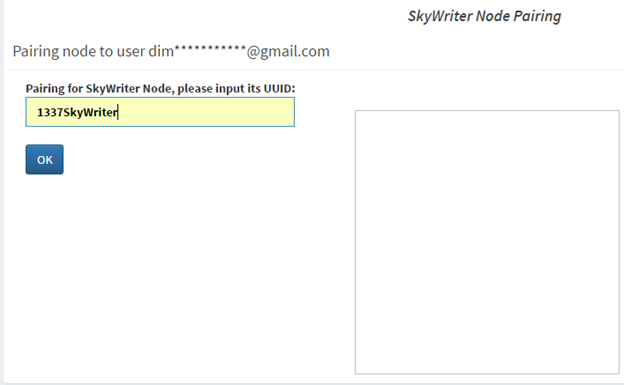 SkyWriter Node Pairing
Pairing node to user dim***********@gmail.com
Pairing for SkyWriter Node, please input its UUID:
1337SkyWriter
OK